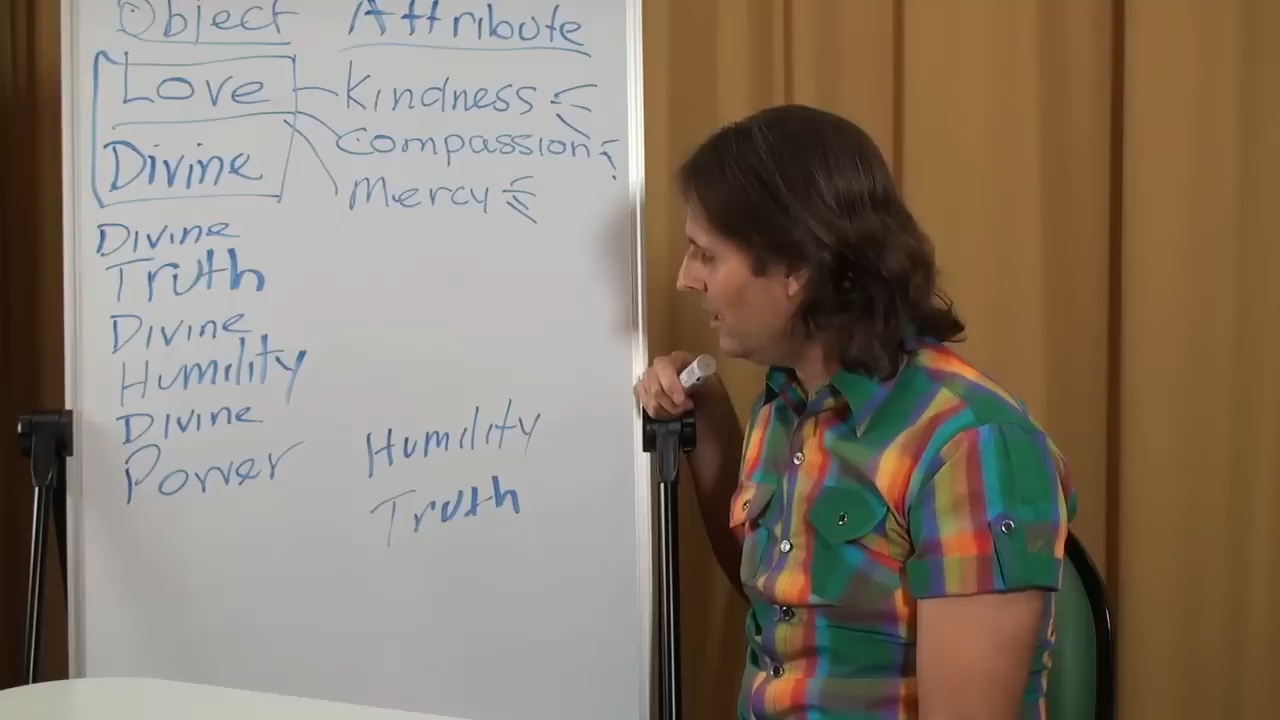 Object Attribute
Love Kindness
Compassion
Divine Mercy
Divine
Truth
Divine
Humility
Divine
Power Humility
Truth